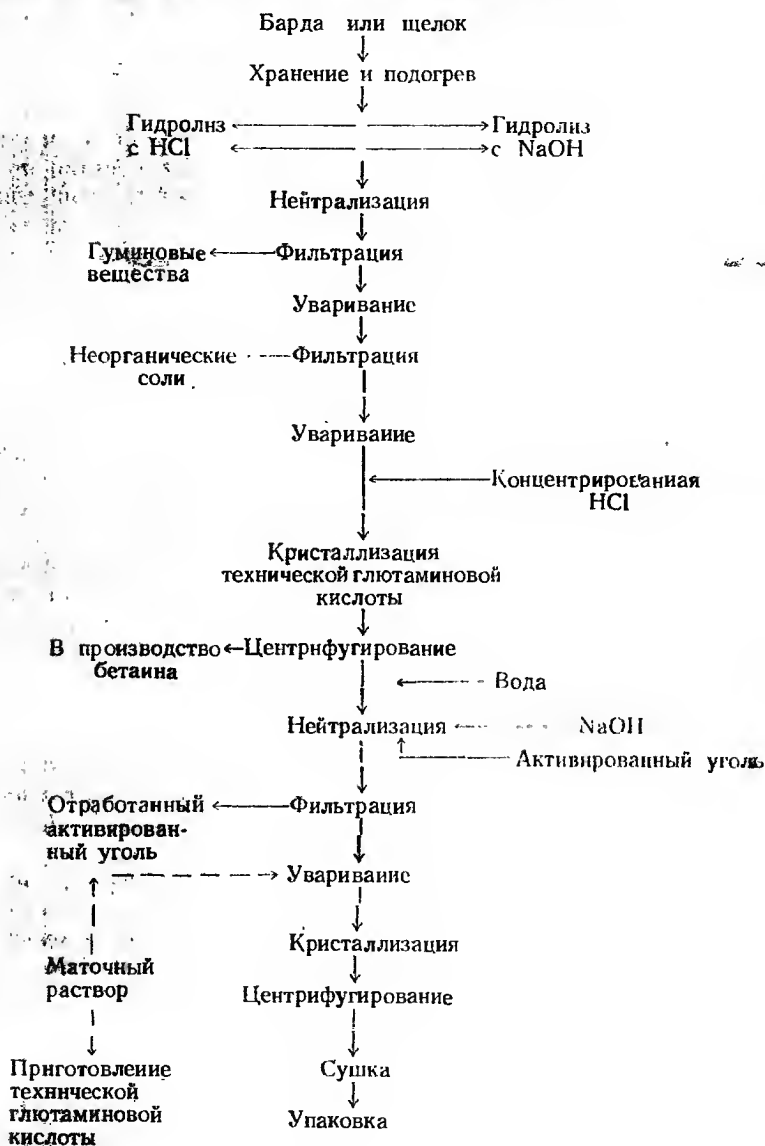 Барда или щелок
Хранение и подогрев
Гидролиз
с HCl
Гидролиз
с NaOH
Нейтрализация
Гуминовые
вещества
Фильтрация
Уваривание
Неорганические
соли
Фильтрация
Уваривание
Концентрированная
HCl
Кристаллизация
технической глютаминовой
кислоты
В производство
бетаина
Центрифугирование
Вода
Нейтрализация
NaOH
Активированный уголь
Отработанный
активирован-
ный уголь
Фильтрация
Уваривание
Кристаллизация
Маточный
раствор
Центрифугирование
Приготовление
технической
глютаминовой
кислоты
Сушка
Упаковка